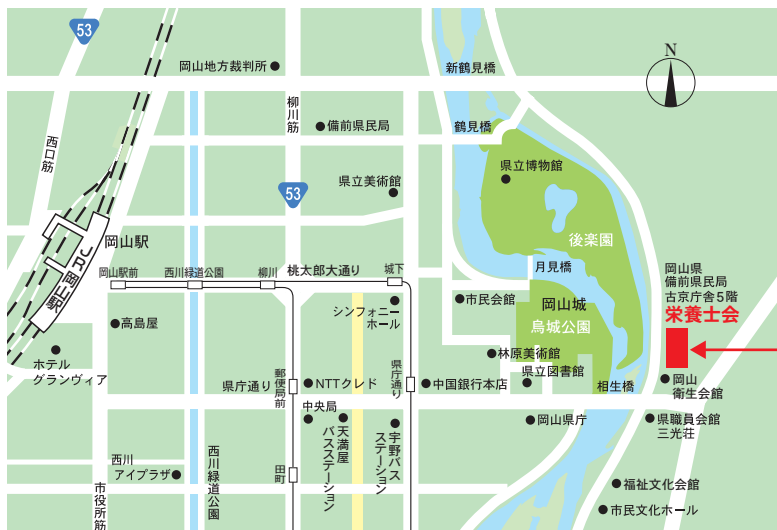 53
岡山地方裁判所
新鶴見橋
N
柳川筋
備前県民局
鶴見橋
西口筋
県立美術館
県立博物館
53
岡山駅
JR岡山駅
後楽園
岡山駅前
西川緑道公園
柳川
桃太郎大通り
城下
月見橋
岡山県
備前県民局
古京庁舎5階
栄養士会
市民会館
岡山城
烏城公園
シンフォニー
ホール
高島屋
林原美術館
ホテル
グランヴィア
県庁通り
郵便局前
NTTクレド
県庁通り
中国銀行本店
県立図書館
相生橋
岡山
衛生会館
中央局
天満屋
バスステーション
宇野バス
ステーション
岡山県庁
県職員会館
三光荘
西川
アイプラザ
西川緑道公園
田町
市役所筋
福祉文化会館
市民文化ホール